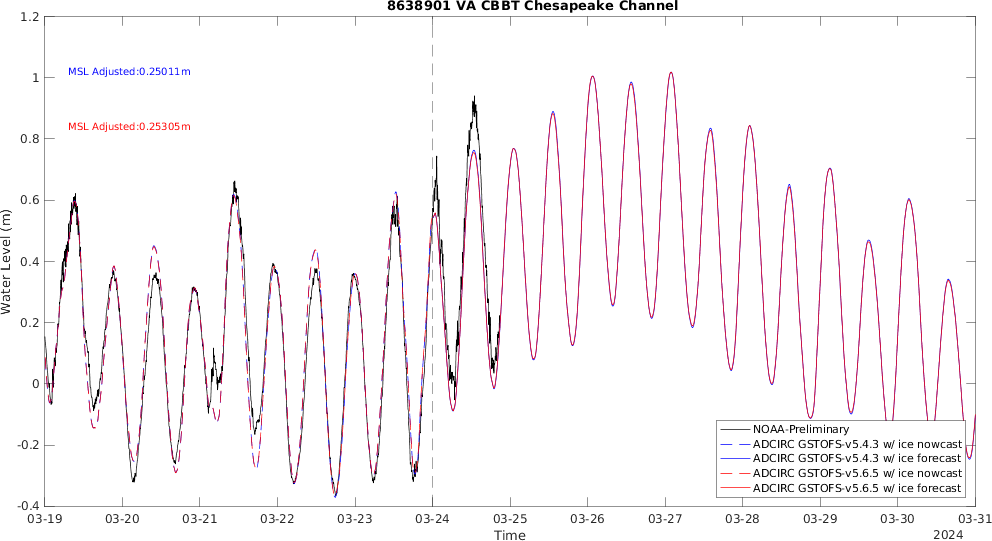 8638901 VA CBBT Chesapeake Channel
1.2
1
0.8
0.6
0.4
0.2
0
-0.2
-0.4
Water Level (m)
MSL Adjusted:0.25011m
MSL Adjusted:0.25305m
NOAA-Preliminary
ADCIRC GSTOFS-v5.4.3 w/ ice nowcast
ADCIRC GSTOFS-v5.4.3 w/ ice forecast
ADCIRC GSTOFS-v5.6.5 w/ ice nowcast
ADCIRC GSTOFS-v5.6.5 w/ ice forecast
03-19 03-20 03-21 03-22 03-23 03-24 03-25 03-26 03-27 03-28 03-29 03-30 03-31
Time
2024